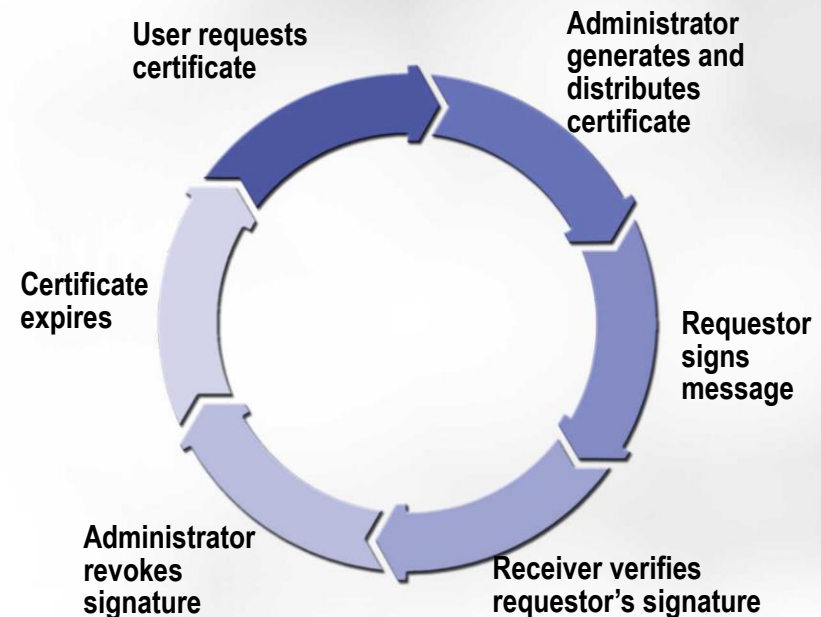 User requests
certificate
Administrator
generates and
distributes
certificate
Requestor
signs
message
Receiver verifies
requestor's signature
Administrator
revokes
signature
Certificate
expires